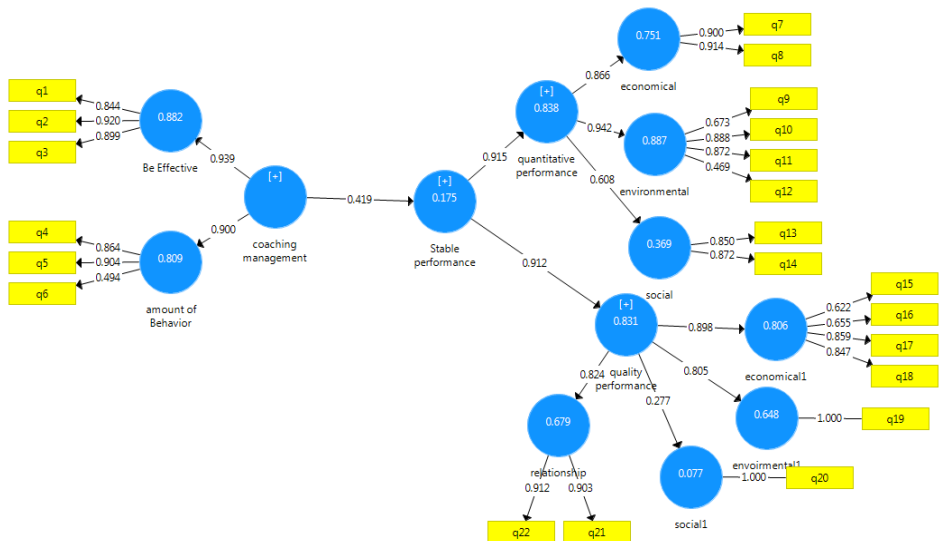 q1
q2
q3
0.844
0.920
0.899
0.882
Be Effective
0.939
q4
q5
q6
0.864
0.904
0.494
0.809
amount of
Behavior
0.900
[+]
coaching
management
0.419
[+]
0.175
Stable
performance
0.915
0.912
[+]
0.838
quantitative
performance
0.866
0.942
0.608
0.751
economical
0.900
0.914
q7
q8
0.887
environmental
0.673
0.888
0.872
0.469
q9
q10
q11
q12
0.369
social
0.850
0.872
q13
q14
[+]
0.831
quality
performance
0.898
0.805
0.277
0.824
0.806
economical1
0.622
0.655
0.859
0.847
q15
q16
q17
q18
0.648
envoirmental1
1.000
q19
0.077
social1
1.000
q20
0.679
relationship
0.912
0.903
q22
q21